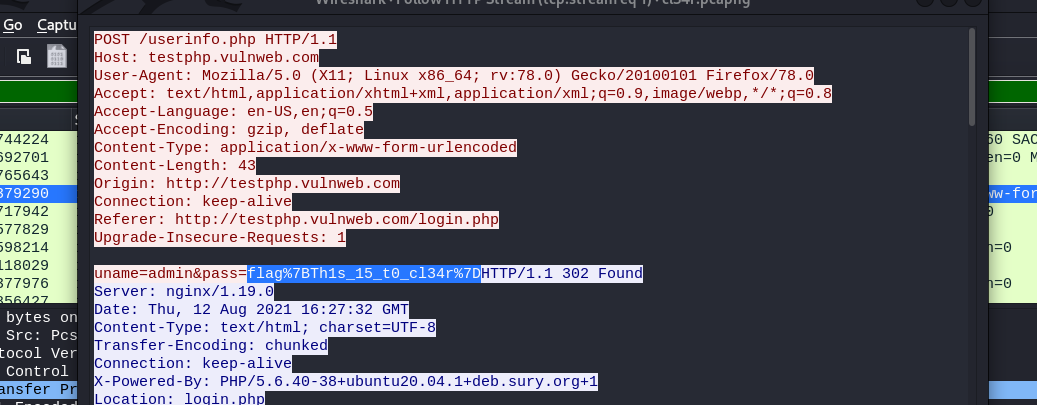 Wireshark · Follow HTTP Stream (tcp.stream eq 1) · cl34r.pcapng
Go Captu
POST /userinfo.php HTTP/1.1
Host: testphp.vulnweb.com
User-Agent: Mozilla/5.0 (X11; Linux x86_64; rv:78.0) Gecko/20100101 Firefox/78.0
Accept: text/html,application/xhtml+xml,application/xml;q=0.9,image/webp,*/*;q=0.8
Accept-Language: en-US,en;q=0.5
Accept-Encoding: gzip, deflate
Content-Type: application/x-www-form-urlencoded
Content-Length: 43
Origin: http://testphp.vulnweb.com
Connection: keep-alive
Referer: http://testphp.vulnweb.com/login.php
Upgrade-Insecure-Requests: 1
uname=admin&pass=flag%7BTh1s_15_t0_cl34r%7DHTTP/1.1 302 Found
Server: nginx/1.19.0
Date: Thu, 12 Aug 2021 16:27:32 GMT
Content-Type: text/html; charset=UTF-8
Transfer-Encoding: chunked
Connection: keep-alive
X-Powered-By: PHP/5.6.40-38+ubuntu20.04.1+deb.sury.org+1
Location: login.php
744224
692701
765643
879290
717942
577829
598214
118029
377976
856427
bytes on
Src: Pcs
tocol Ver
Control
ansfer Pr
60 SAC
en=0 M
ww-for
0
n=0
n=0